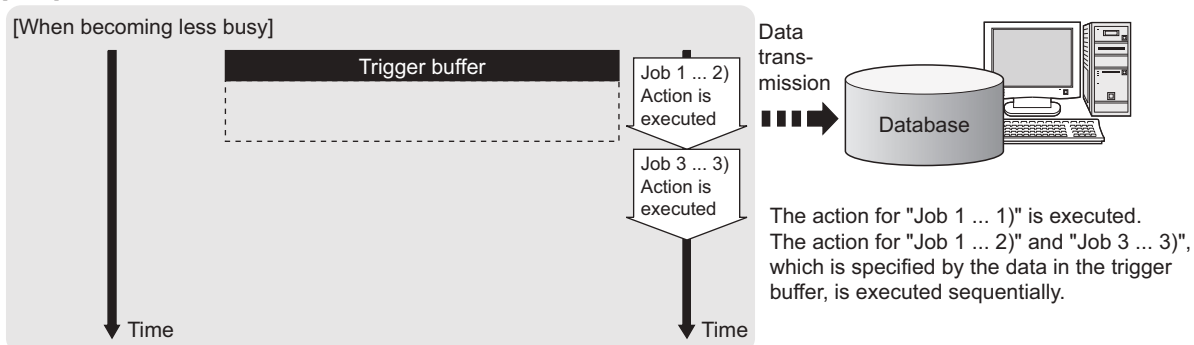 [When becoming less busy]
Trigger buffer
Job 1 ... 2)
Action is
executed
Job 3 ... 3)
Action is
executed
Time
Time
Data
trans-
mission
Database
The action for "Job 1 ... 1)" is executed.
The action for "Job 1 ... 2)" and "Job 3 ... 3)",
which is specified by the data in the trigger
buffer, is executed sequentially.